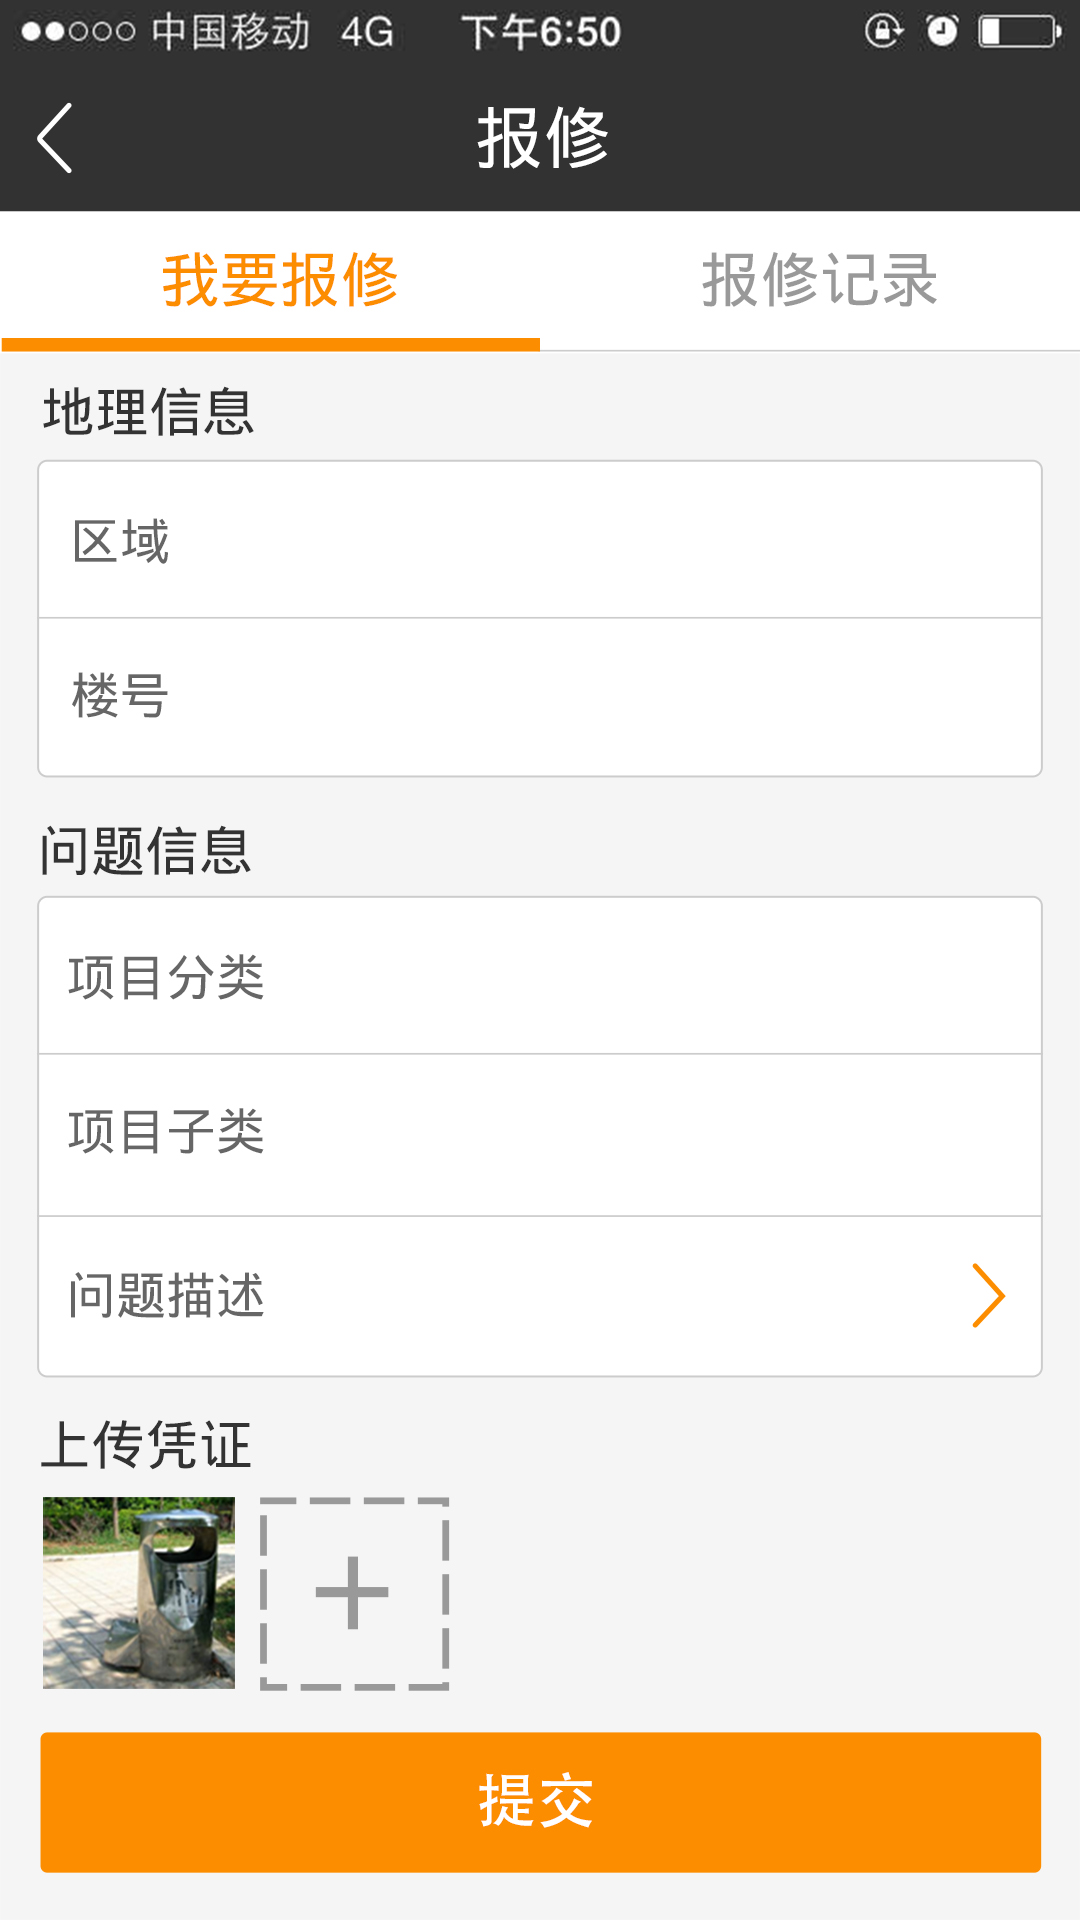 中国移动 4G 下午6:50
报修
我要报修 报修记录
地理信息
区域
楼号
问题信息
项目分类
项目子类
问题描述
上传凭证
提交